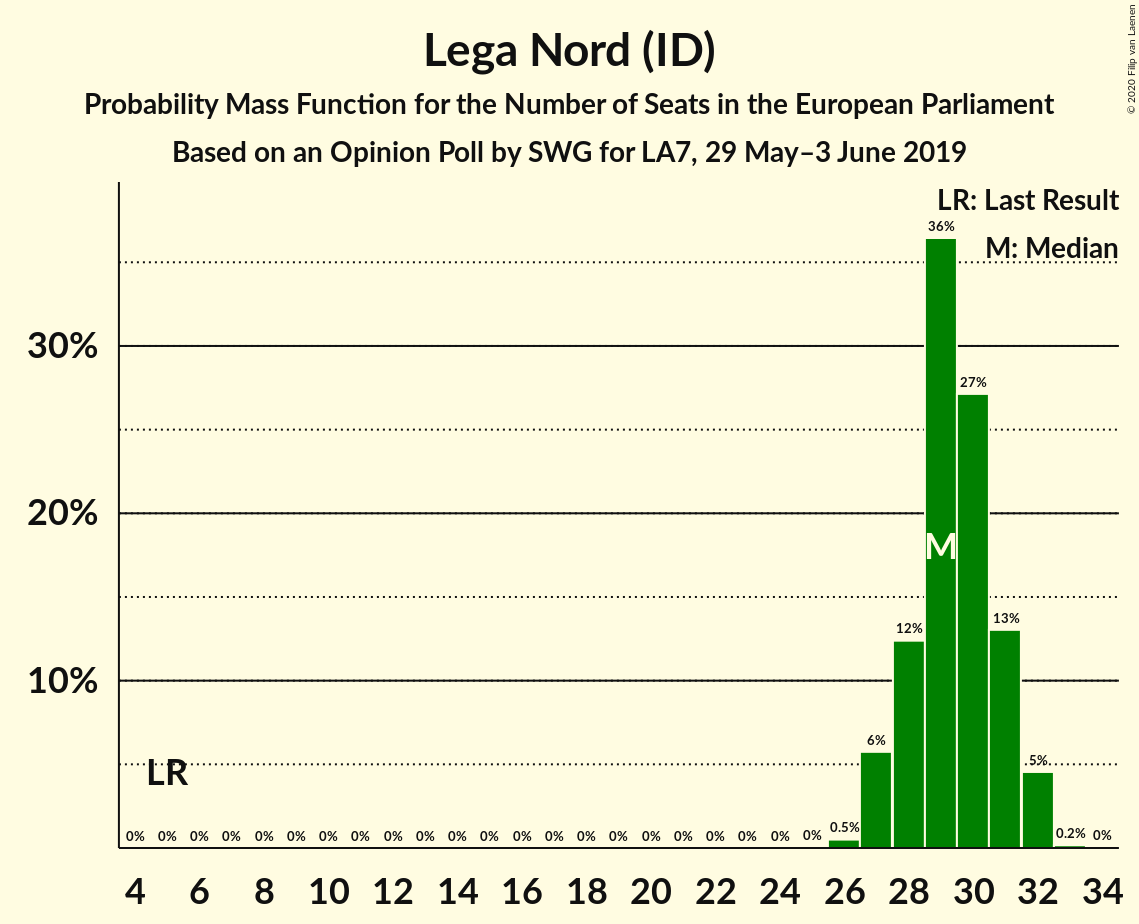 Lega Nord (ID)
Probability Mass Function for the Number of Seats in the European Parliament
Based on an Opinion Poll by SWG for LA7, 29 May–3 June 2019
© 2020 Filip van Laenen
LR: Last Result
M: Median
36%
27%
13%
12%
6%
5%
0.5%
0.2%
0%
30%
20%
10%
M
LR
0% 0% 0% 0% 0% 0% 0% 0% 0% 0% 0% 0% 0% 0% 0% 0% 0% 0% 0% 0% 0% 0%
4 6 8 10 12 14 16 18 20 22 24 26 28 30 32 34